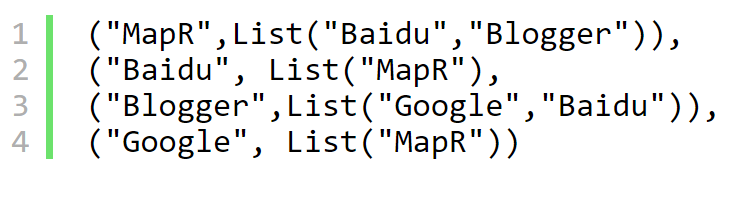 1 ("MapR",List("Baidu","Blogger")),
2 ("Baidu", List("MapR"),
3 ("Blogger",List("Google","Baidu")),
4 ("Google", List("MapR"))